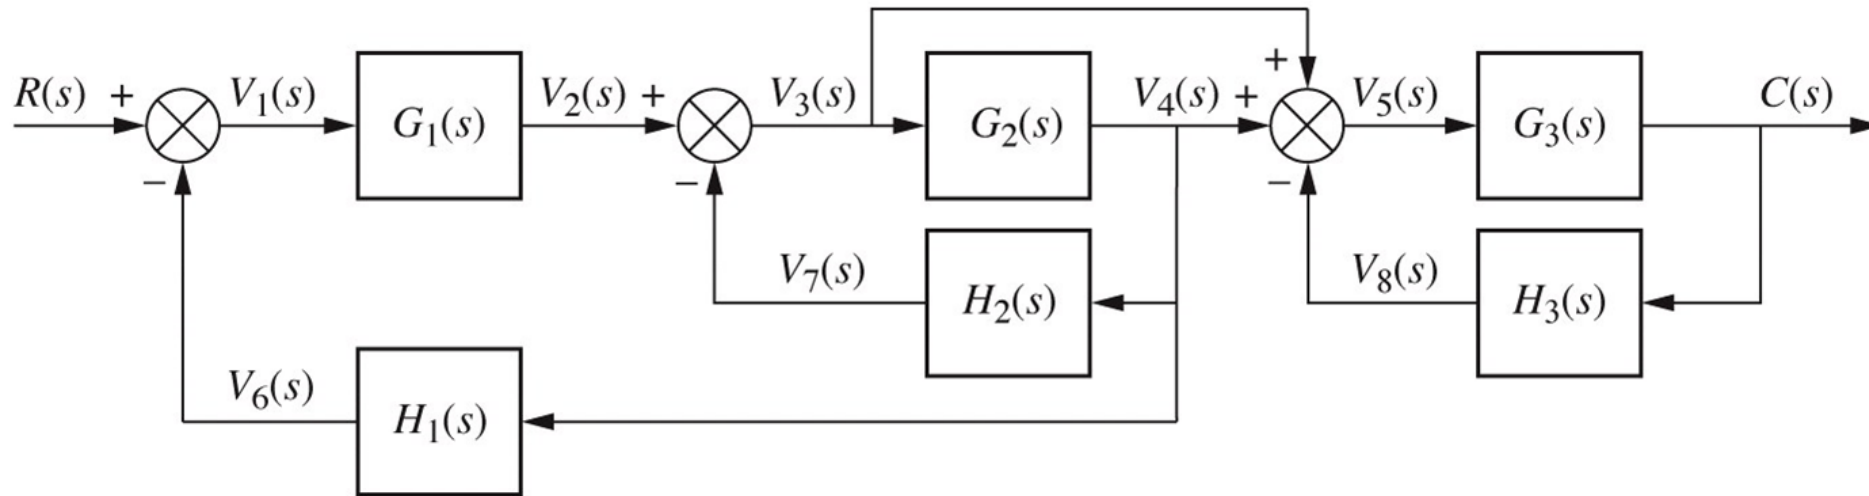 R(s) + V₁(s) G₁(s) V₂(s) + V₃(s) G₂(s) V₄(s) + + V₅(s) G₃(s) C(s)
− − −
V₇(s) H₂(s) V₈(s) H₃(s)
V₆(s) H₁(s)